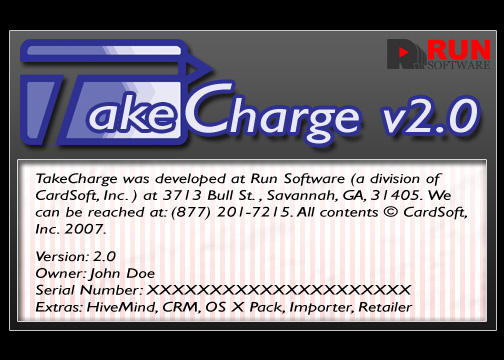 RUN
SOFTWARE
TakeCharge v2.0
TakeCharge was developed at Run Software (a division of
CardSoft, Inc. ) at 3713 Bull St. , Savannah, GA, 31405. We
can be reached at: (877) 201-7215. All contents © CardSoft,
Inc. 2007.
Version: 2.0
Owner: John Doe
Serial Number: XXXXXXXXXXXXXXXXXXXXX
Extras: HiveMind, CRM, OS X Pack, Importer, Retailer